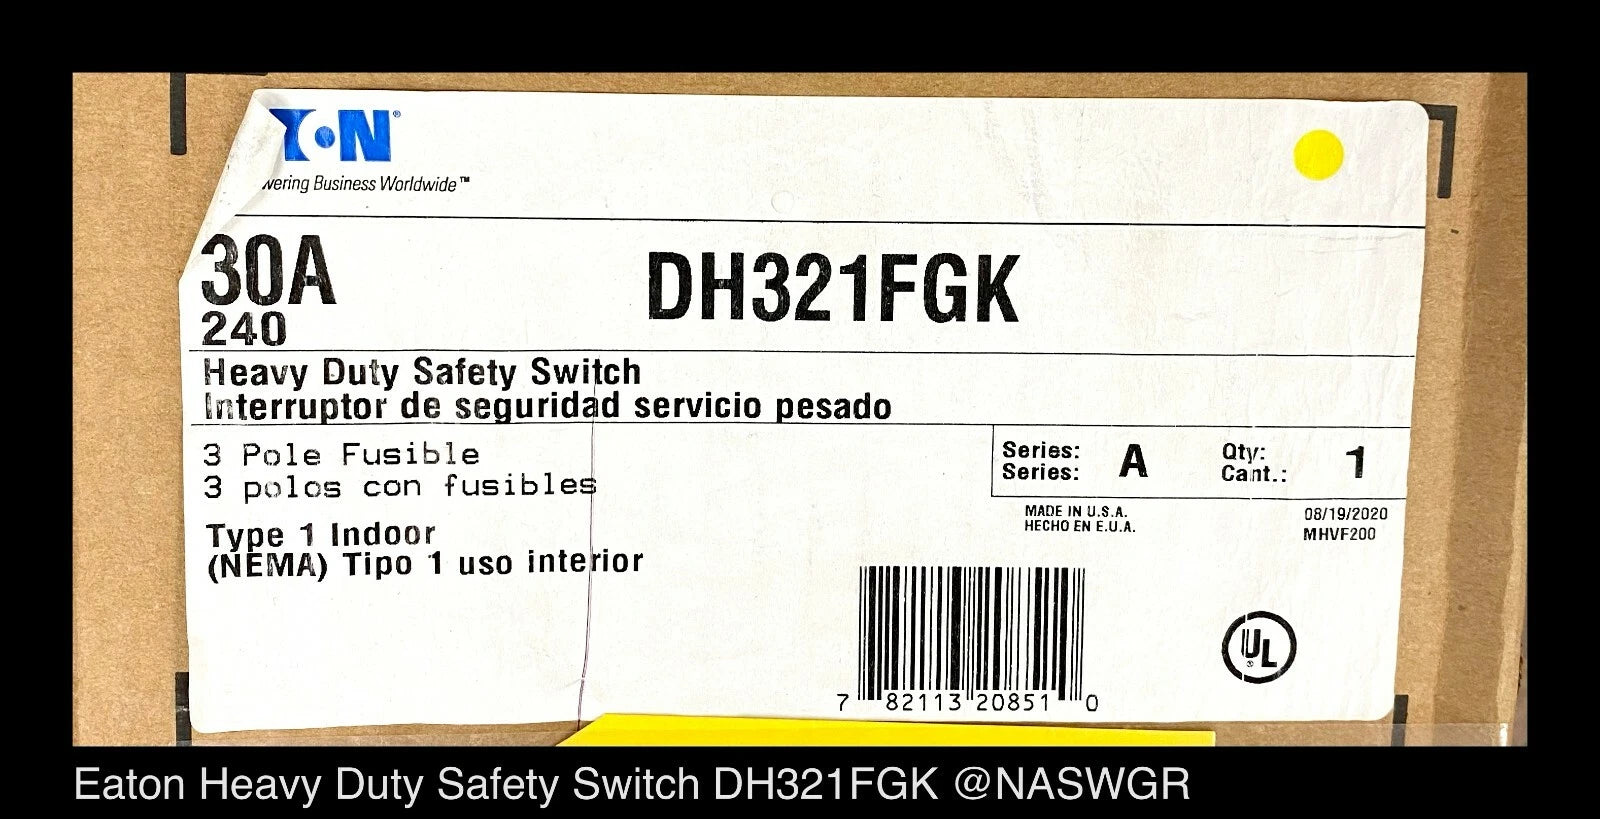 TON®
wering Business Worldwide™
30A
240
DH321FGK
Heavy Duty Safety Switch
Interruptor de seguridad servicio pesado
3 Pole Fusible
3 polos con fusibles
Type 1 Indoor
(NEMA) Tipo 1 uso interior
Series: A Qty: 1
Series: Cant.:
MADE IN U.S.A.
HECHO EN E.U.A.
08/19/2020
MHVF200
7 82113 20851 0
UL
®
Eaton Heavy Duty Safety Switch DH321FGK @NASWGR